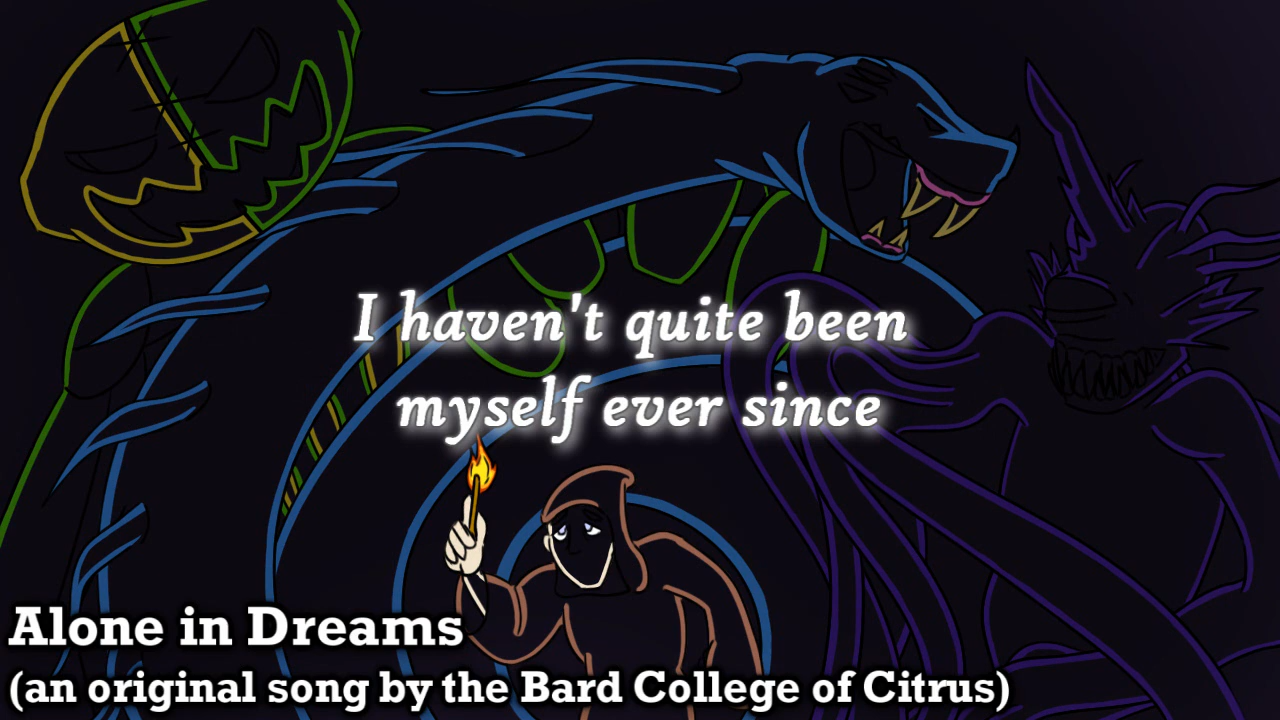 I haven't quite been
myself ever since
Alone in Dreams
(an original song by the Bard College of Citrus)